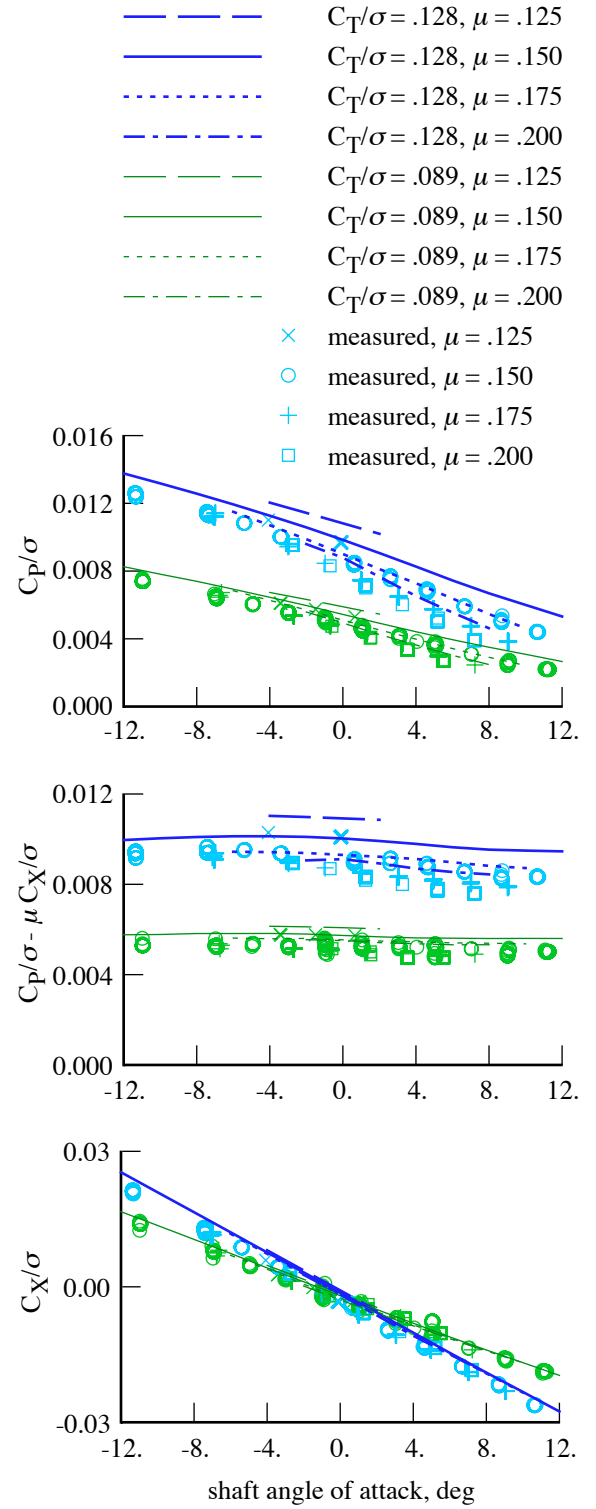 C_T/σ = .128, μ = .125
C_T/σ = .128, μ = .150
C_T/σ = .128, μ = .175
C_T/σ = .128, μ = .200
C_T/σ = .089, μ = .125
C_T/σ = .089, μ = .150
C_T/σ = .089, μ = .175
C_T/σ = .089, μ = .200
measured, μ = .125
measured, μ = .150
measured, μ = .175
measured, μ = .200
0.016
0.012
0.008
0.004
0.000
C_P/σ
-12. -8. -4. 0. 4. 8. 12.
0.012
0.008
0.004
0.000
C_P/σ - μ C_X/σ
-12. -8. -4. 0. 4. 8. 12.
0.03
0.00
-0.03
C_X/σ
-12. -8. -4. 0. 4. 8. 12.
shaft angle of attack, deg